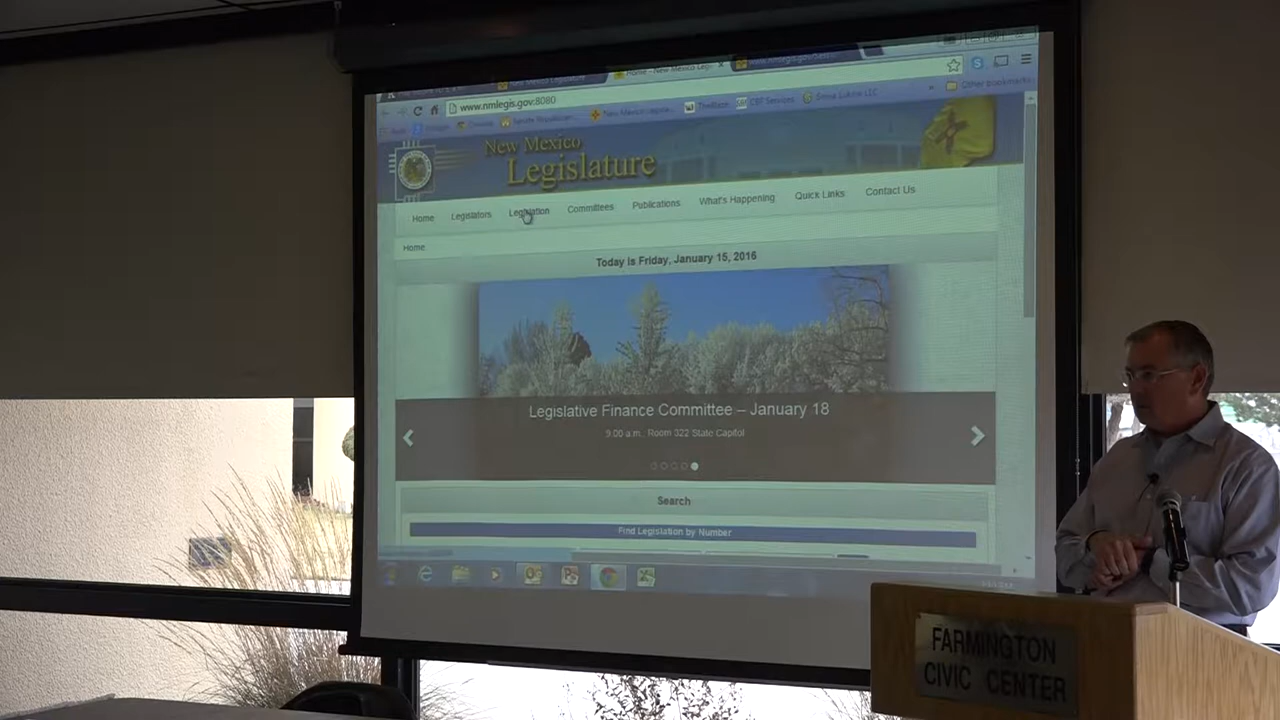 www.nmlegis.gov:8080
Other bookmarks
New Mexico
Legislature
Home Legislators Legislation Committees Publications What's Happening Quick Links Contact Us
Home
Today is Friday, January 15, 2016
Legislative Finance Committee – January 18
9:00 a.m. Room 322 State Capitol
Search
Find Legislation by Number
FARMINGTON
CIVIC CENTER